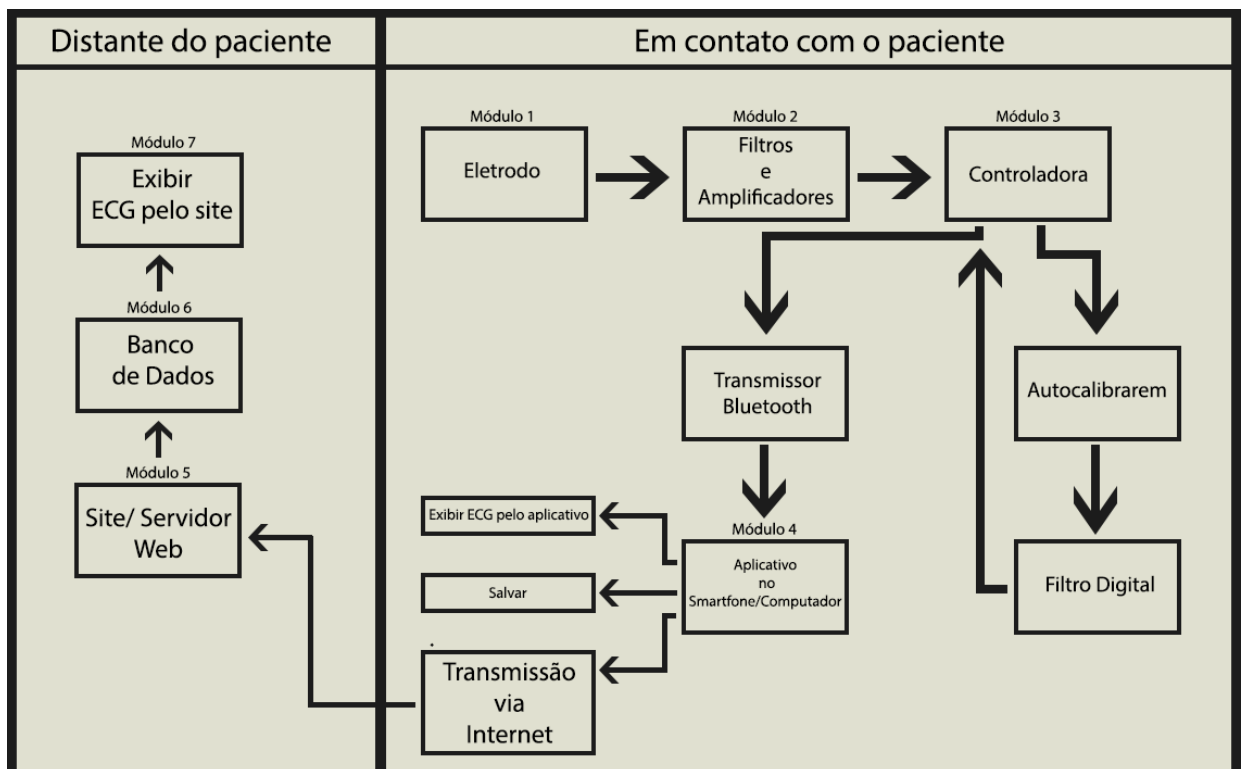 Distante do paciente
Em contato com o paciente
Módulo 1
Eletrodo
Módulo 2
Filtros
e
Amplificadores
Módulo 3
Controladora
Módulo 7
Exibir
ECG pelo site
Módulo 6
Banco
de Dados
Transmissor
Bluetooth
Autocalibrarem
Módulo 5
Site/ Servidor
Web
Exibir ECG pelo aplicativo
Salvar
Transmissão
via
Internet
Módulo 4
Aplicativo
no
Smartfone/Computador
Filtro Digital